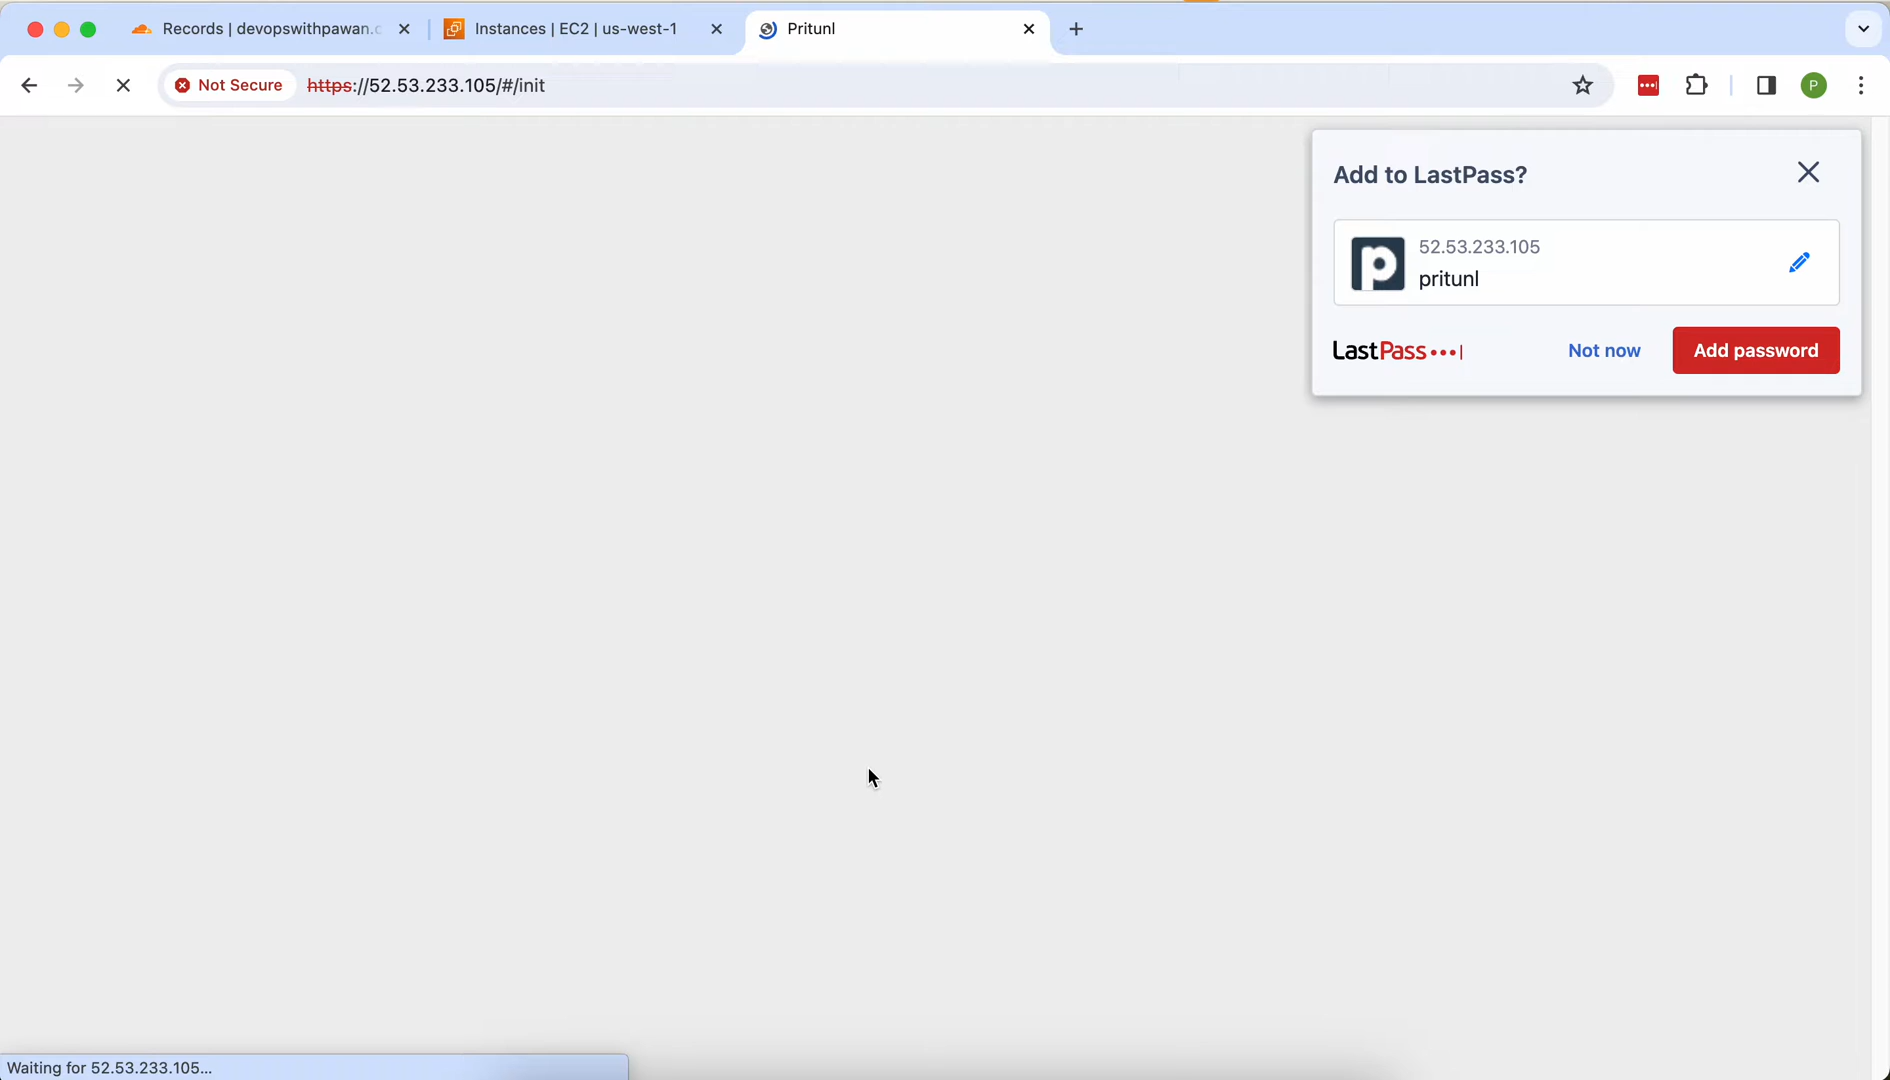 Records | devopswithpawan.c
Instances | EC2 | us-west-1
Pritunl
Not Secure
https://52.53.233.105/#/init
P
Add to LastPass?
52.53.233.105
pritunl
LastPass
Not now
Add password
Waiting for 52.53.233.105...